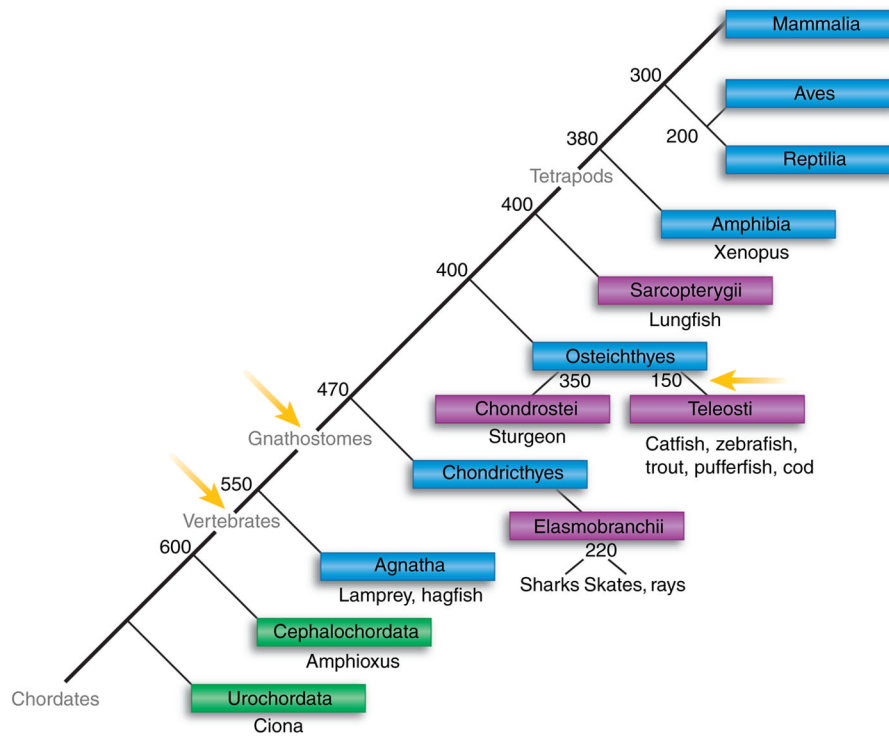 Mammalia
300
Aves
200
380
Reptilia
Tetrapods
400
Amphibia
Xenopus
400
Sarcopterygii
Lungfish
Osteichthyes
350
150
470
Chondrostei
Teleosti
Sturgeon
Gnathostomes
Catfish, zebrafish,
trout, pufferfish, cod
Chondricthyes
550
Vertebrates
Elasmobranchii
600
220
Agnatha
Sharks Skates, rays
Lamprey, hagfish
Cephalochordata
Amphioxus
Chordates
Urochordata
Ciona